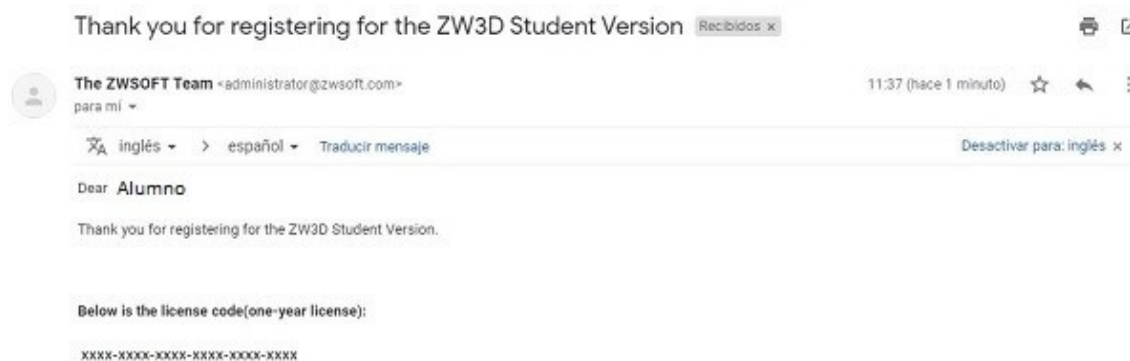 Thank you for registering for the ZW3D Student Version Recibidos x
The ZWSOFT Team <administrator@zwsoft.com> 11:37 (hace 1 minuto)
para mí
inglés > español Traducir mensaje Desactivar para: inglés x
Dear Alumno
Thank you for registering for the ZW3D Student Version.
Below is the license code(one-year license):
xxxx-xxxx-xxxx-xxxx-xxxx-xxxx